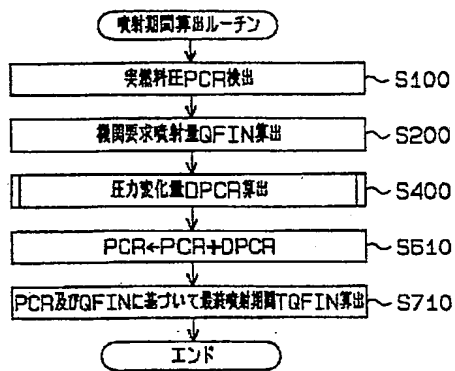 噴射期間算出ルーチン
実燃料圧PCR検出
S100
機関要求噴射量QFIN算出
S200
圧力変化量DPCR算出
S400
PCR←PCR+DPCR
S610
PCR及びQFINに基づいて最終噴射期間TQFIN算出
S710
エンド